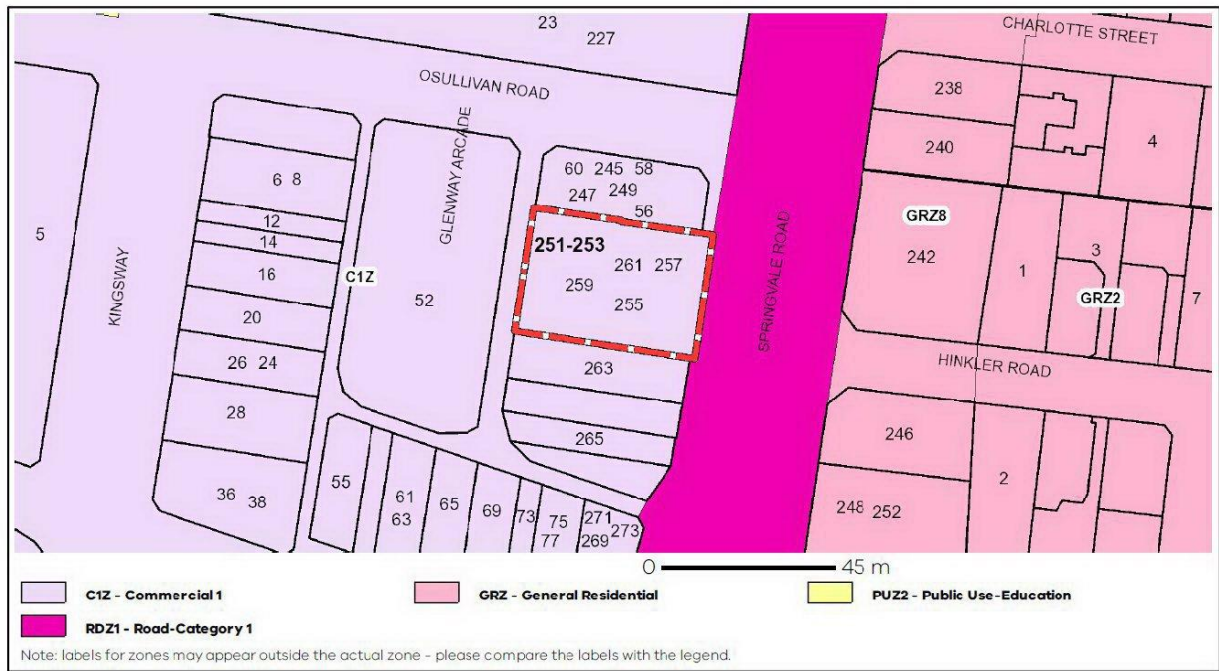 23
227
CHARLOTTE STREET
OSULLIVAN ROAD
238
240
4
GLENWAY ARCADE
60 245 58
247 249
56
6 8
12
14
16
C1Z
5
KINGSWAY
52
251-253
261 257
259
255
SPRINGVALE ROAD
GRZ8
242
1
3
GRZ2
7
20
26 24
28
263
265
HINKLER ROAD
246
248 252
2
36 38
55
61
63
65
69
73
75
77
271
269
273
0 45 m
C1Z - Commercial 1
GRZ - General Residential
PUZ2 - Public Use-Education
RDZ1 - Road-Category 1
Note: labels for zones may appear outside the actual zone - please compare the labels with the legend.